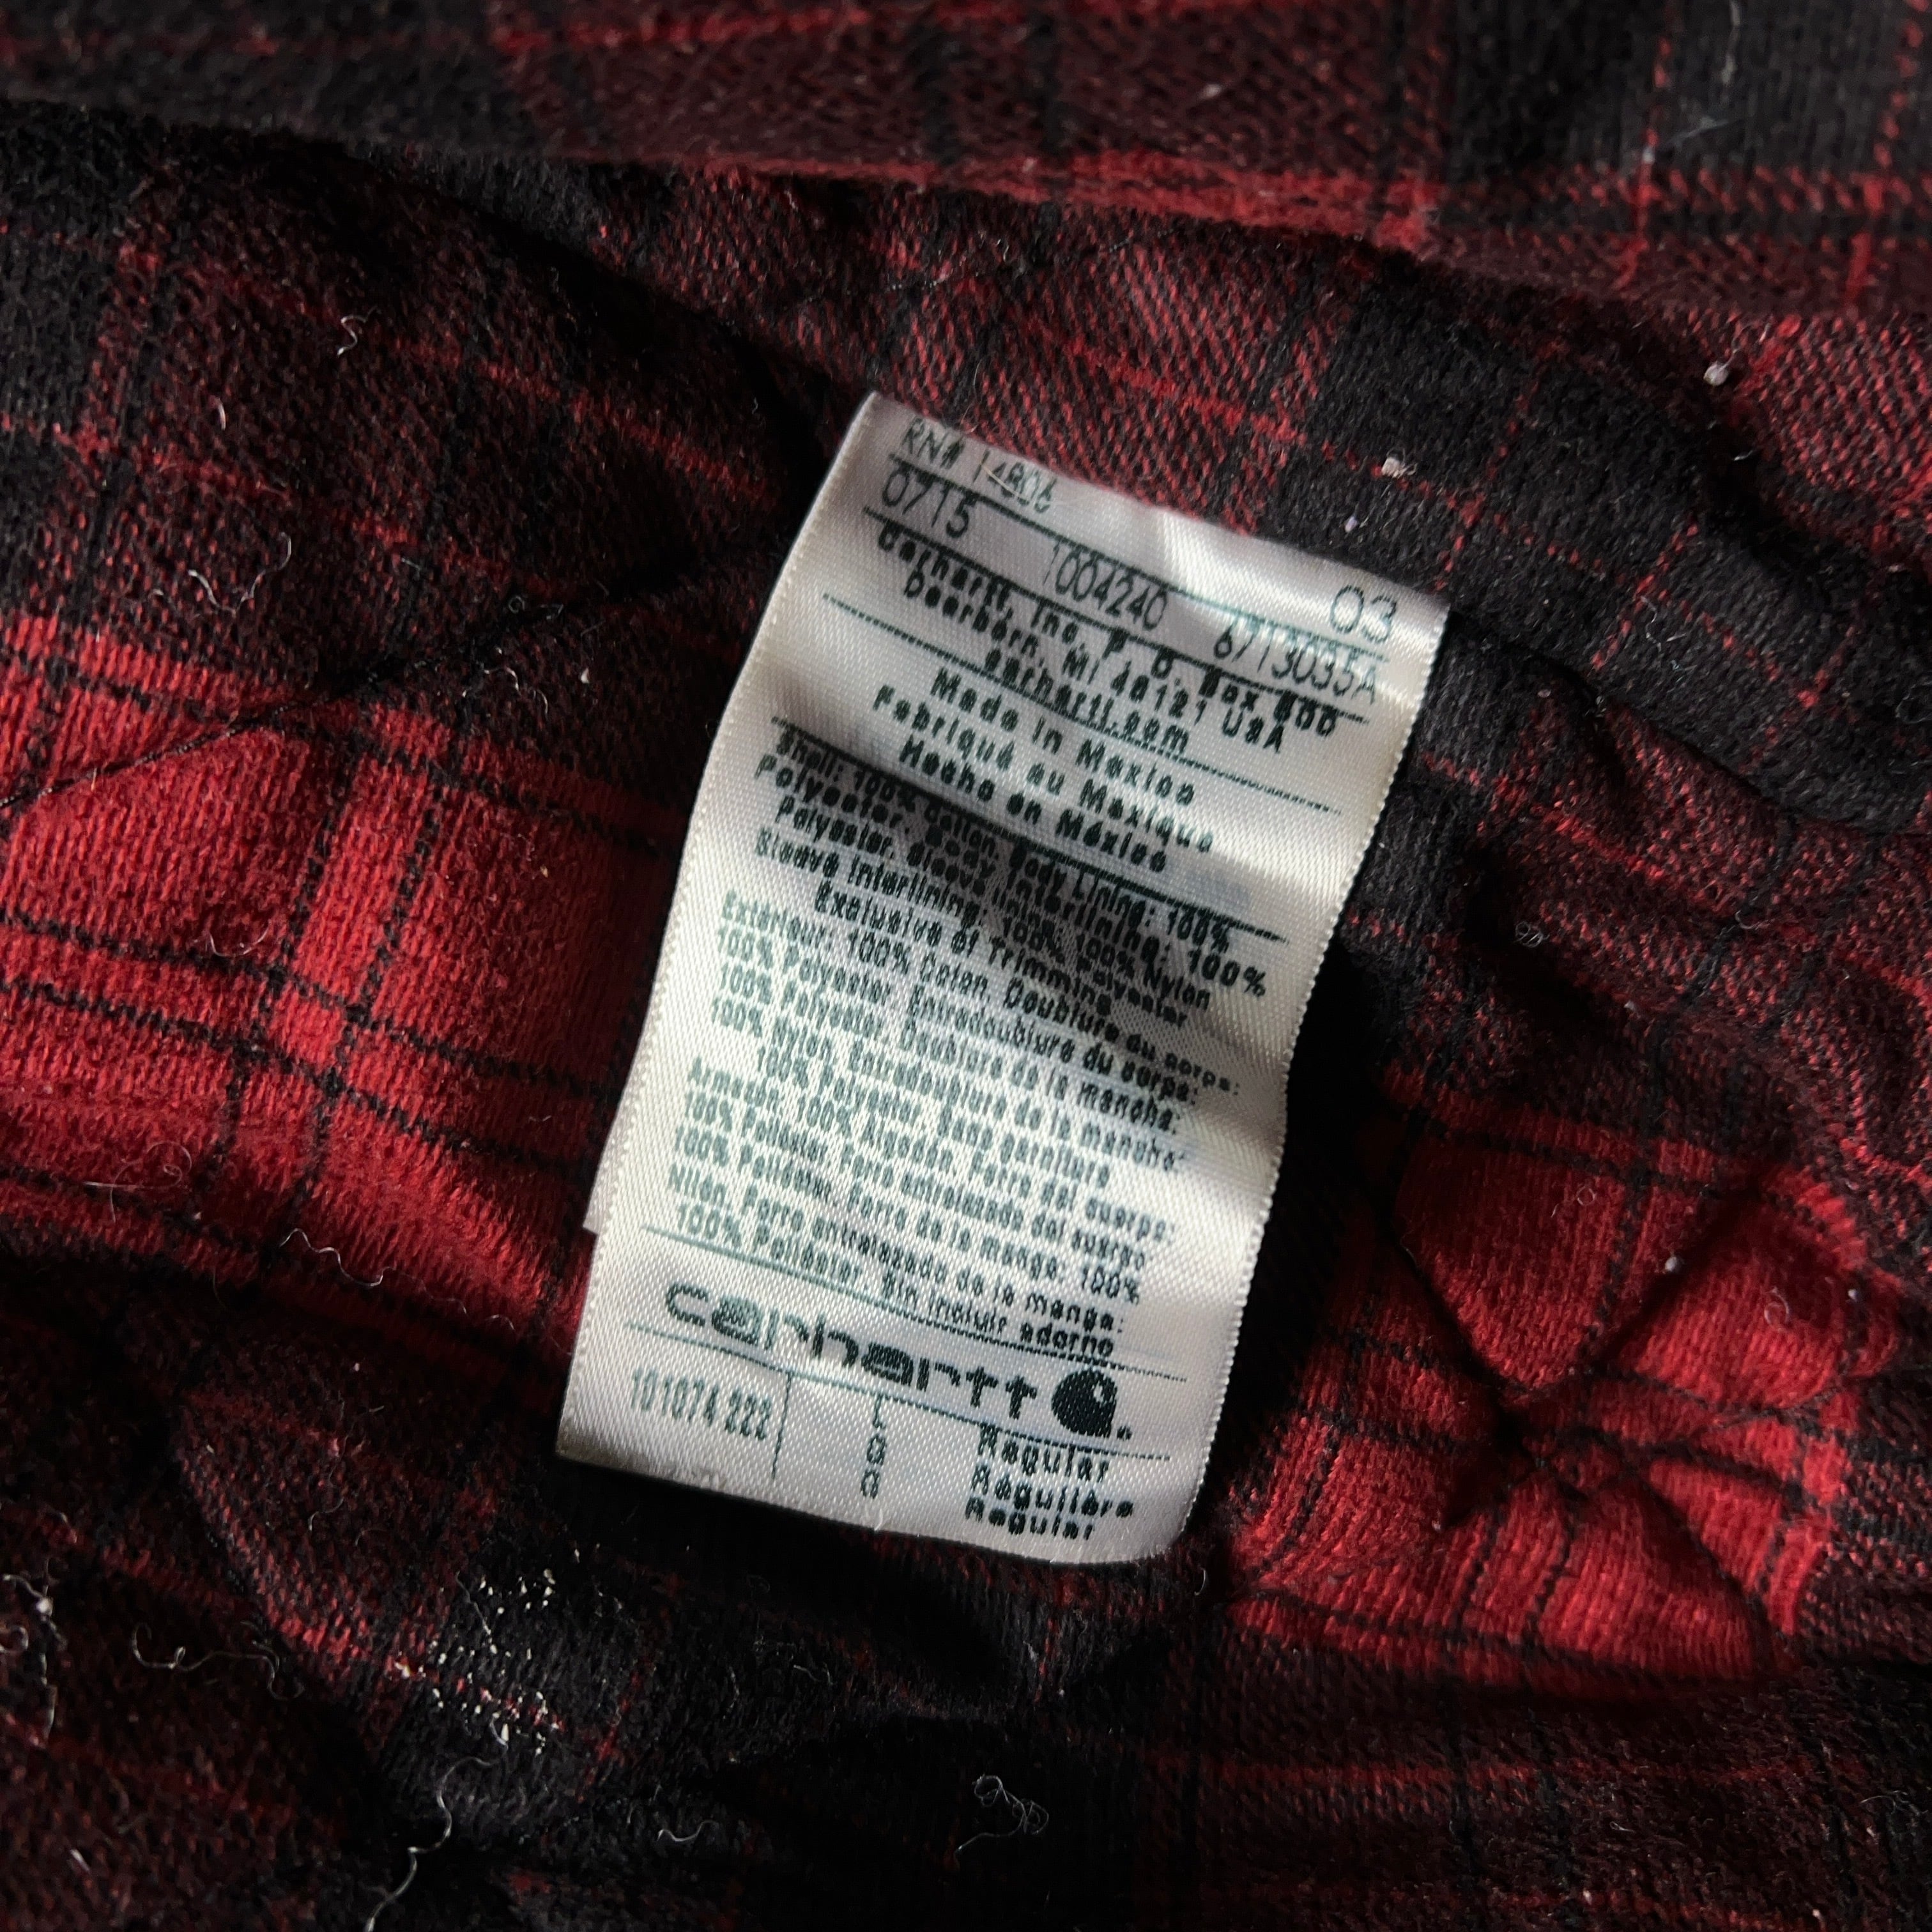 RN# 14806
03
0715 1004240 6713035A
Carhartt, Inc. P. O. Box 600
Dearborn, MI 48121 USA
carhartt.com
Made in Mexico
Fabriqué au Mexique
Hecho en México
Shell: 100% Cotton. Body Lining: 100%
Polyester. Body Interlining: 100%
Polyester. Sleeve Lining: 100% Nylon
Sleeve Interlining: 100% Polyester
Exclusive of Trimming
Extérieur: 100% Coton. Doublure du corps:
100% Polyester. Entredoublure du corps:
100% Polyester. Doublure de la manche:
100% Nylon. Entredoublure de la manche:
100% Polyester. Sans garniture
Armazón: 100% Algodón. Forro del cuerpo:
100% Poliéster. Forro entretelado del cuerpo
100% Poliéster. Forro de la manga: 100%
Nilón. Forro entretelado de la manga:
100% Poliéster. Sin incluir adorno
carhartt
101074 222 L Regular
G Régulière
G Regular